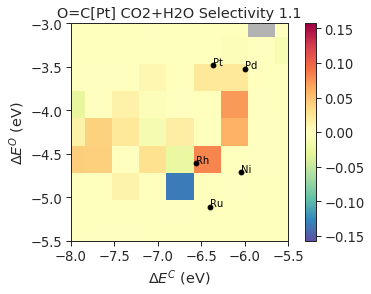 O=C[Pt] CO2+H2O Selectivity 1.1
−3.0
−3.5
−4.0
−4.5
−5.0
−5.5
ΔE^O (eV)
Pt
Pd
Rh
Ni
Ru
−8.0 −7.5 −7.0 −6.5 −6.0 −5.5
ΔE^C (eV)
0.15
0.10
0.05
0.00
−0.05
−0.10
−0.15